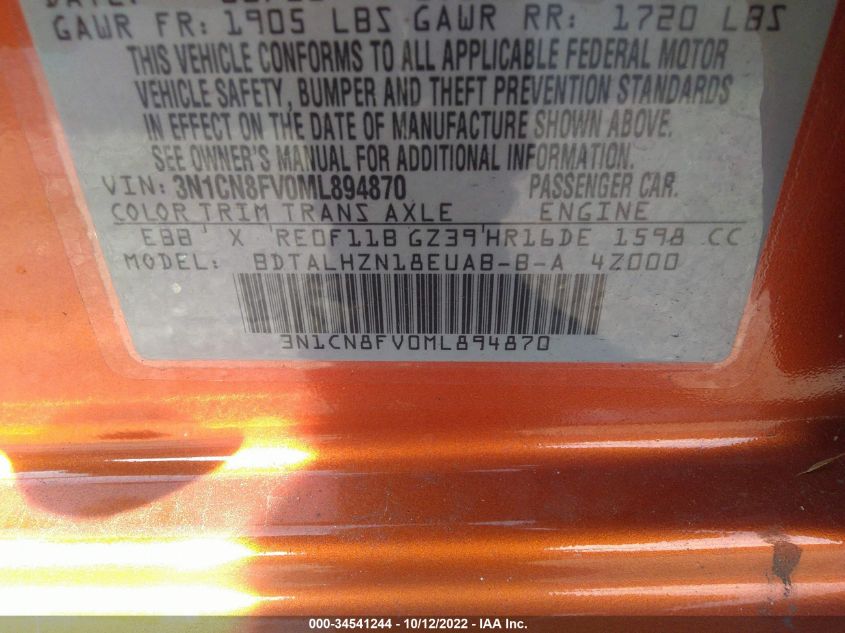 GAWR FR: 1905 LBS GAWR RR: 1720 LBS
THIS VEHICLE CONFORMS TO ALL APPLICABLE FEDERAL MOTOR
VEHICLE SAFETY, BUMPER AND THEFT PREVENTION STANDARDS
IN EFFECT ON THE DATE OF MANUFACTURE SHOWN ABOVE.
SEE OWNER'S MANUAL FOR ADDITIONAL INFORMATION.
VIN: 3N1CN8FV0ML894870 PASSENGER CAR.
COLOR TRIM TRANS AXLE ENGINE
EBB X RE0F11B GZ39 HR16DE 1598 CC
MODEL: BDTALHZN18EUAB-B-A 4Z000
3N1CN8FV0ML894870
000-34541244 - 10/12/2022 - IAA Inc.